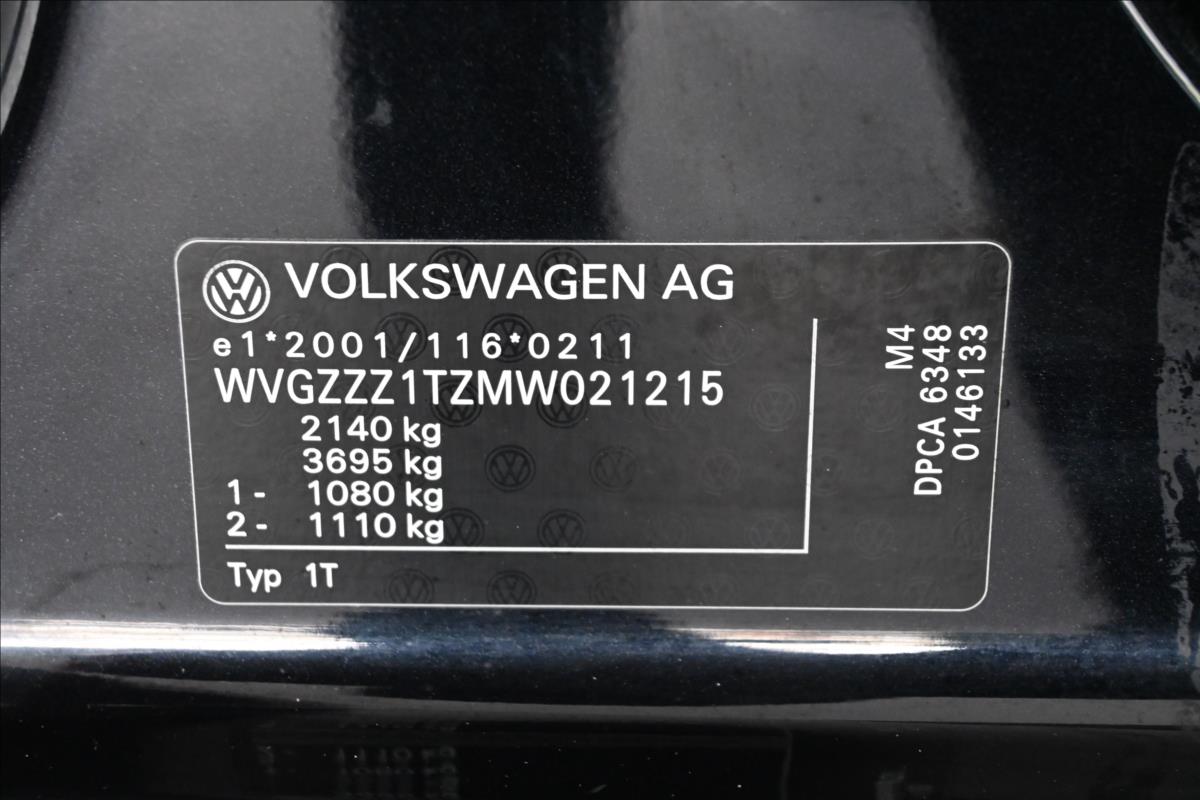 VOLKSWAGEN AG
e1*2001/116*0211
WVGZZZ1TZMW021215
2140 kg
3695 kg
1 - 1080 kg
2 - 1110 kg
Typ 1T
M4
DPCA 6348
0146133